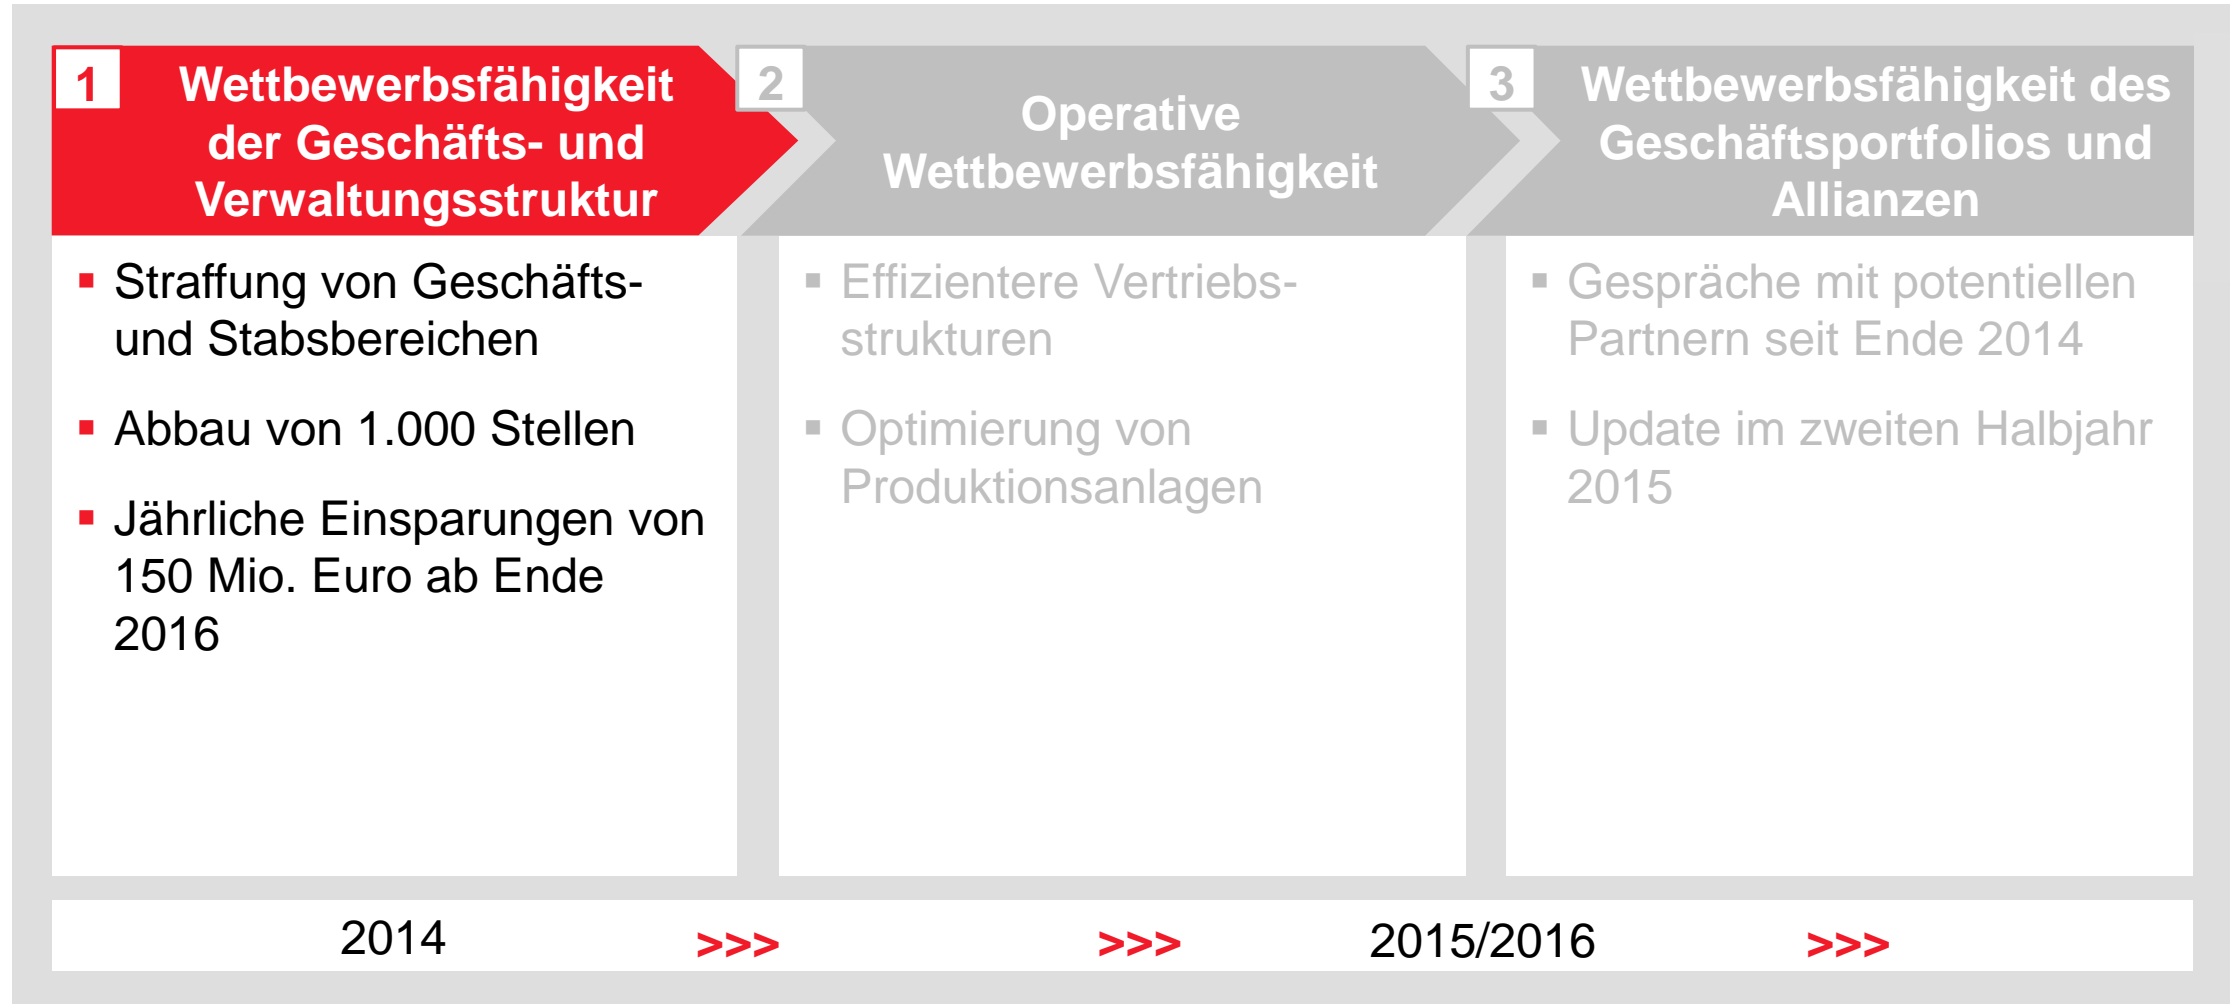 1
Wettbewerbsfähigkeit
der Geschäfts- und
Verwaltungsstruktur
▪ Straffung von Geschäfts-
und Stabsbereichen
▪ Abbau von 1.000 Stellen
▪ Jährliche Einsparungen von
150 Mio. Euro ab Ende
2016
2
Operative
Wettbewerbsfähigkeit
▪ Effizientere Vertriebs-
strukturen
▪ Optimierung von
Produktionsanlagen
3
Wettbewerbsfähigkeit des
Geschäftsportfolios und
Allianzen
▪ Gespräche mit potentiellen
Partnern seit Ende 2014
▪ Update im zweiten Halbjahr
2015
2014 >>> >>> 2015/2016 >>>